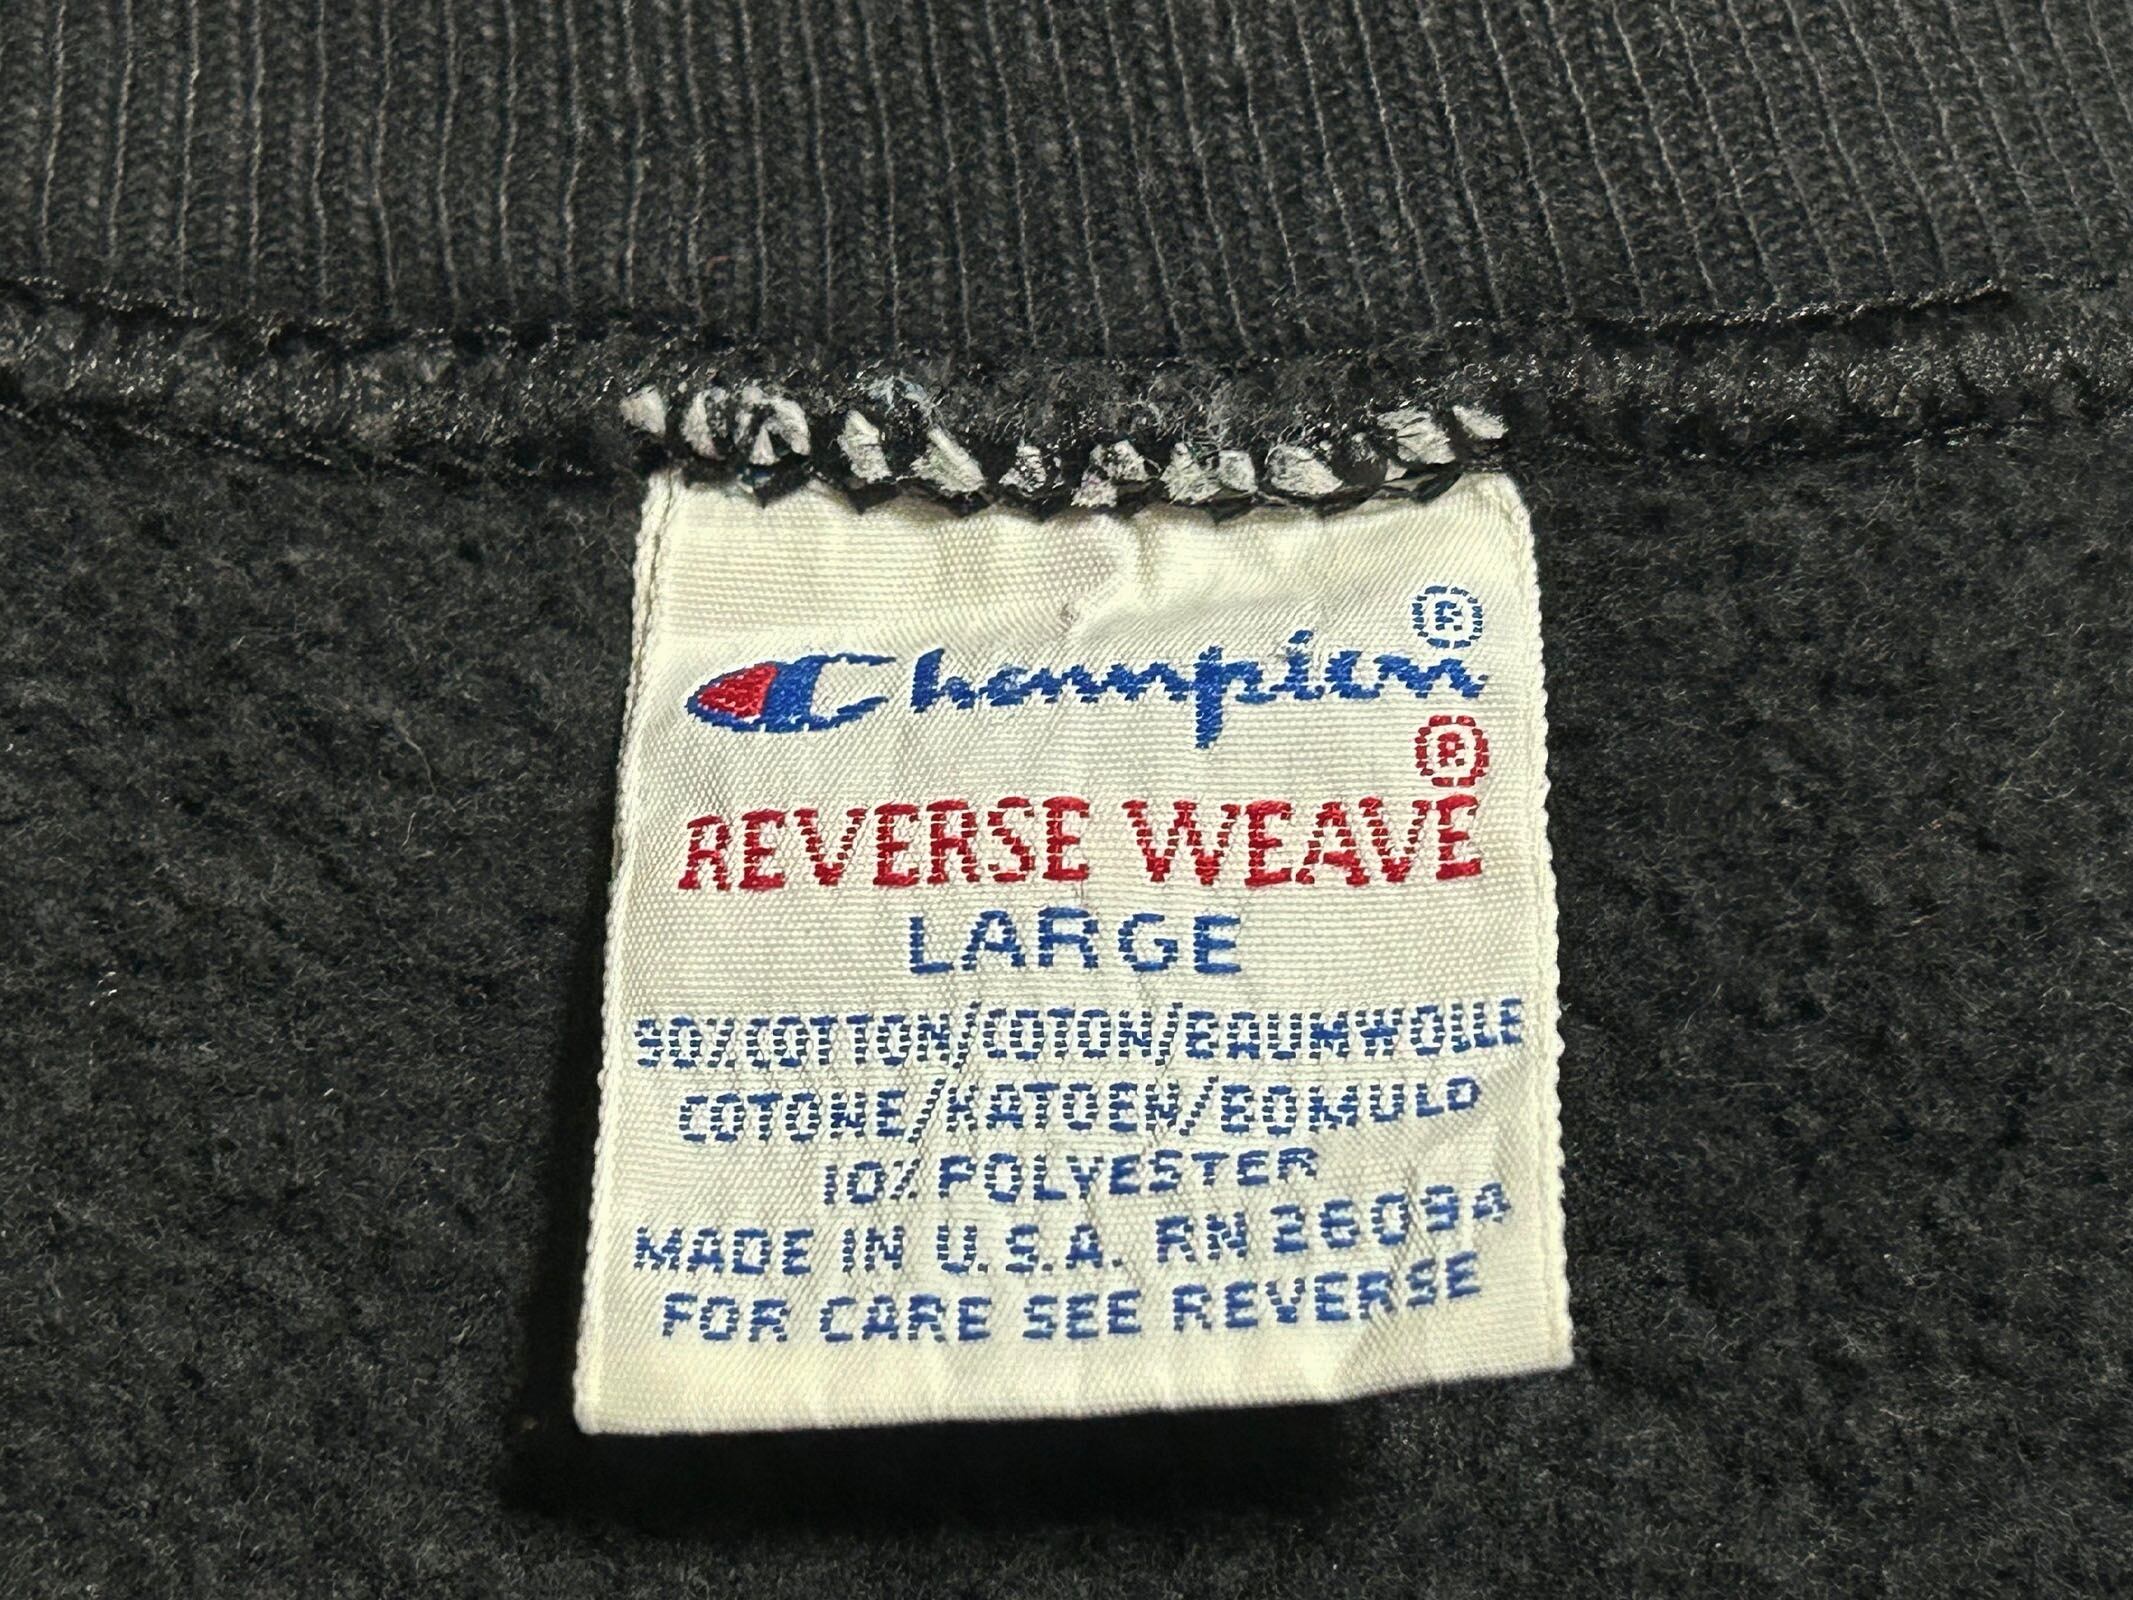 Champion®
REVERSE WEAVE®
LARGE
90%COTTON/COTON/BAUMWOLLE
COTONE/KATOEN/BOMULD
10% POLYESTER
MADE IN U.S.A. RN 26094
FOR CARE SEE REVERSE